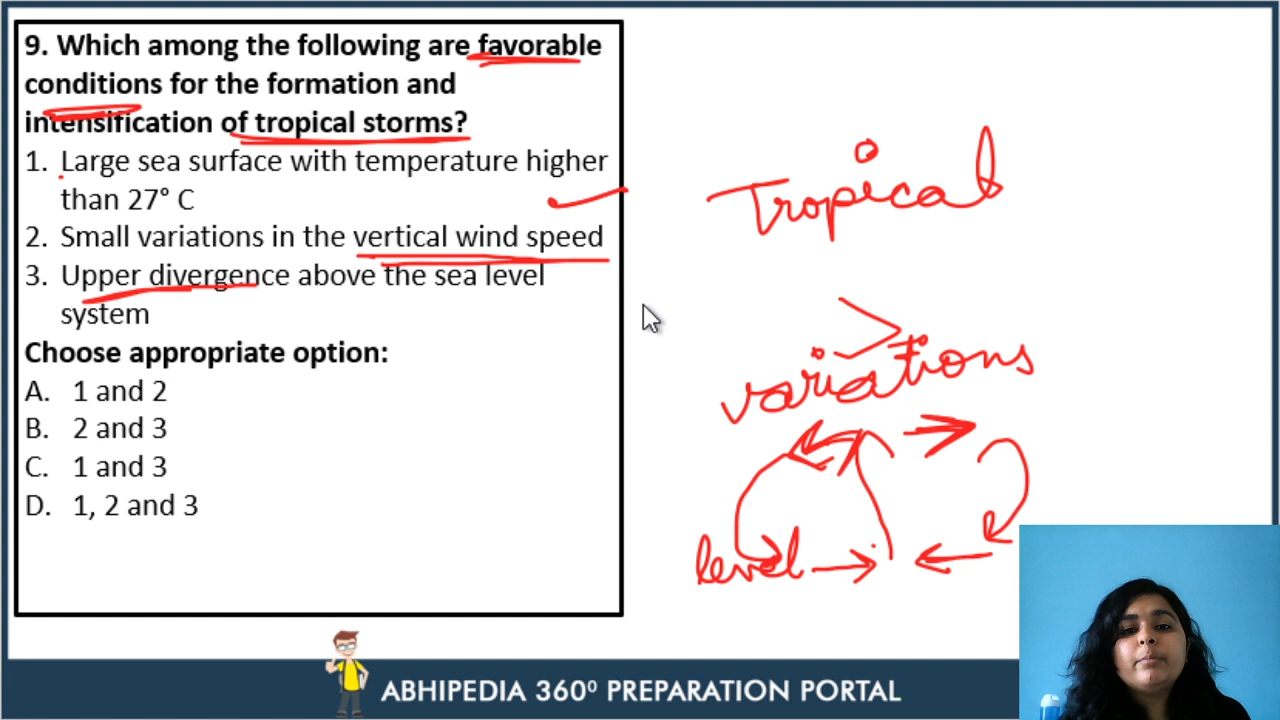 9. Which among the following are favorable
conditions for the formation and
intensification of tropical storms?
1. Large sea surface with temperature higher
than 27° C
2. Small variations in the vertical wind speed
3. Upper divergence above the sea level
system
Choose appropriate option:
A. 1 and 2
B. 2 and 3
C. 1 and 3
D. 1, 2 and 3
Tropical
variations
level
ABHIPEDIA 360⁰ PREPARATION PORTAL